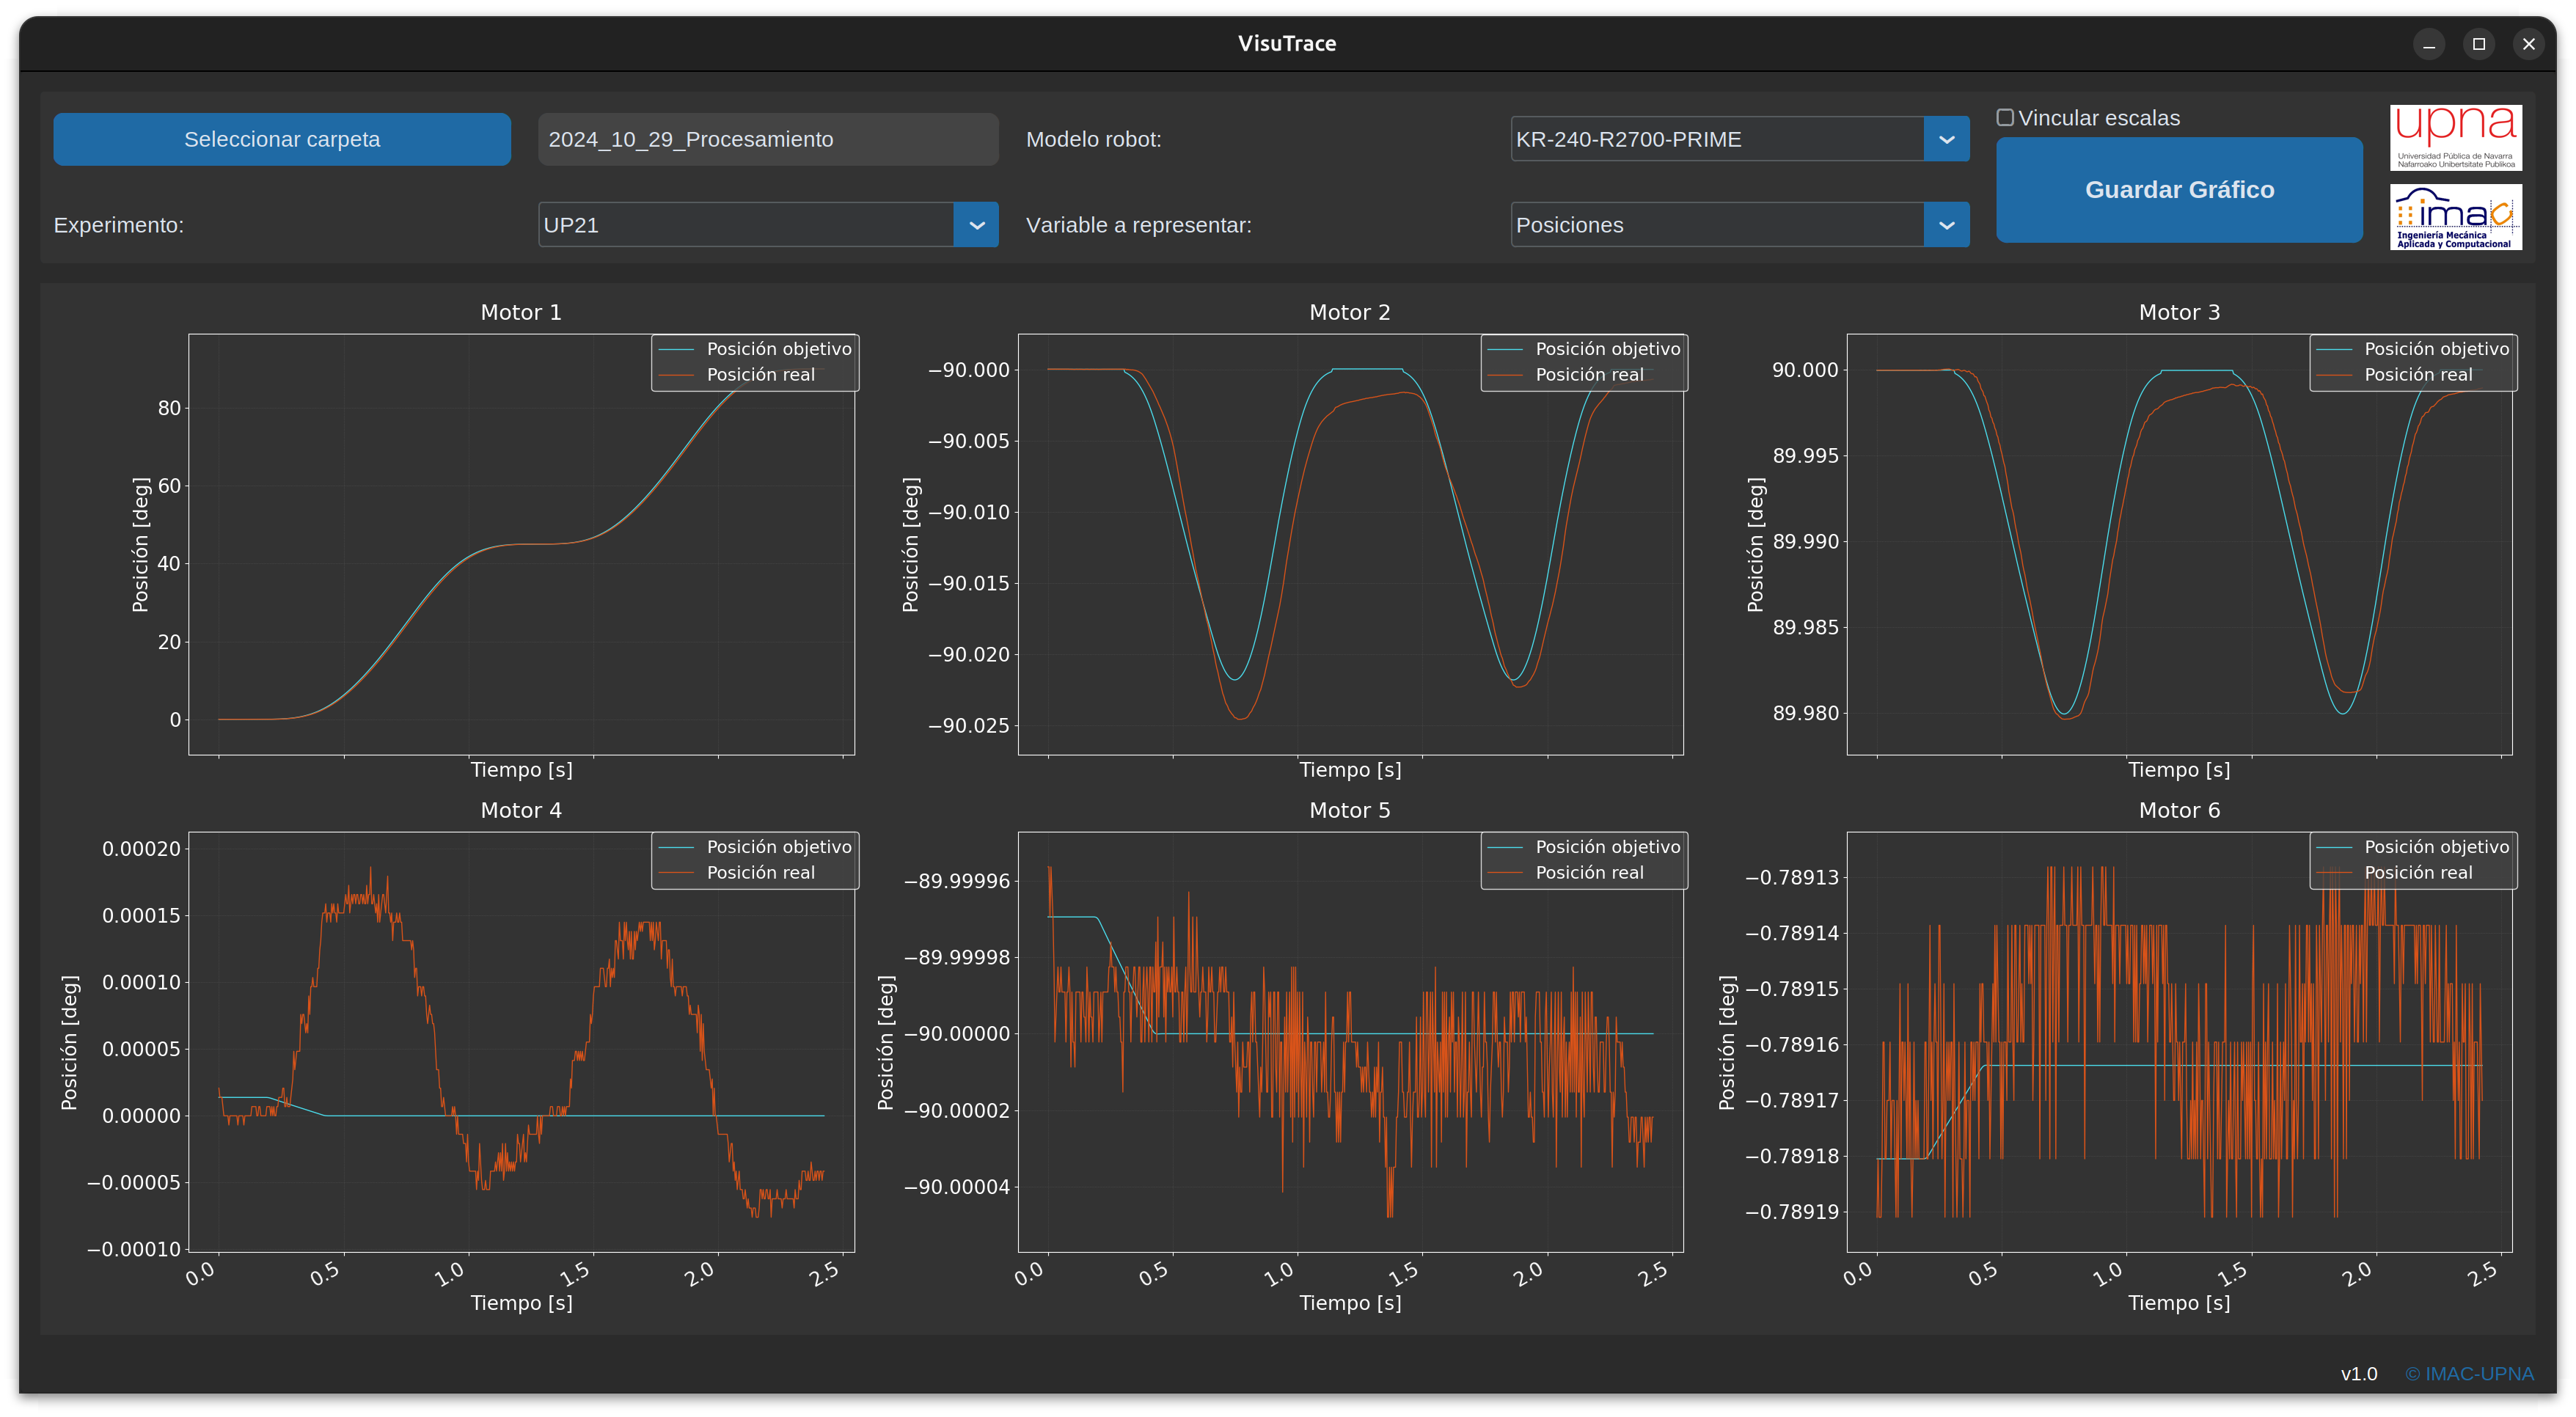 VisuTrace
Seleccionar carpeta
2024_10_29_Procesamiento
Modelo robot:
KR-240-R2700-PRIME
Vincular escalas
Guardar Gráfico
upna
Universidad Pública de Navarra
Nafarroako Unibertsitate Publikoa
Experimento:
UP21
Variable a representar:
Posiciones
imac
Ingeniería Mecánica
Aplicada y Computacional
Motor 1
Posición objetivo
Posición real
80
60
40
20
0
Posición [deg]
Tiempo [s]
Motor 2
Posición objetivo
Posición real
−90.000
−90.005
−90.010
−90.015
−90.020
−90.025
Posición [deg]
Tiempo [s]
Motor 3
Posición objetivo
Posición real
90.000
89.995
89.990
89.985
89.980
Posición [deg]
Tiempo [s]
Motor 4
Posición objetivo
Posición real
0.00020
0.00015
0.00010
0.00005
0.00000
−0.00005
−0.00010
Posición [deg]
0.0 0.5 1.0 1.5 2.0 2.5
Tiempo [s]
Motor 5
Posición objetivo
Posición real
−89.99996
−89.99998
−90.00000
−90.00002
−90.00004
Posición [deg]
0.0 0.5 1.0 1.5 2.0 2.5
Tiempo [s]
Motor 6
Posición objetivo
Posición real
−0.78913
−0.78914
−0.78915
−0.78916
−0.78917
−0.78918
−0.78919
Posición [deg]
0.0 0.5 1.0 1.5 2.0 2.5
Tiempo [s]
v1.0 © IMAC-UPNA